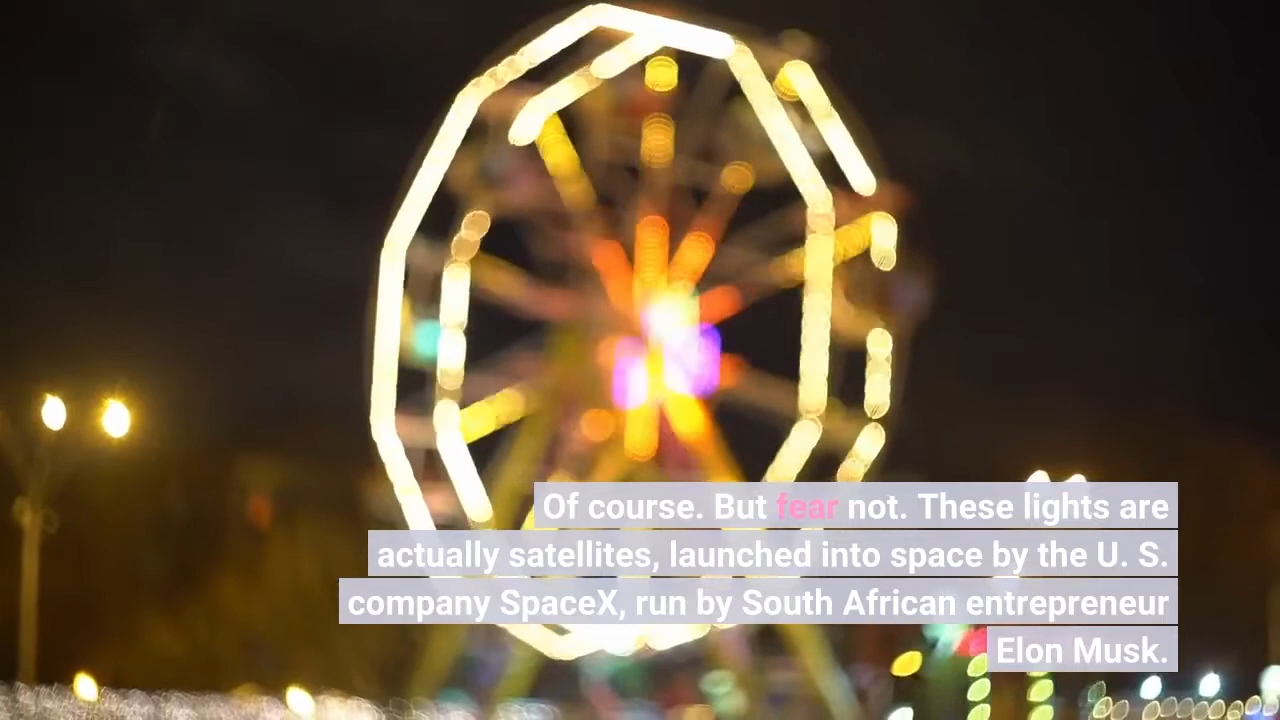 Of course. But fear not. These lights are
actually satellites, launched into space by the U. S.
company SpaceX, run by South African entrepreneur
Elon Musk.